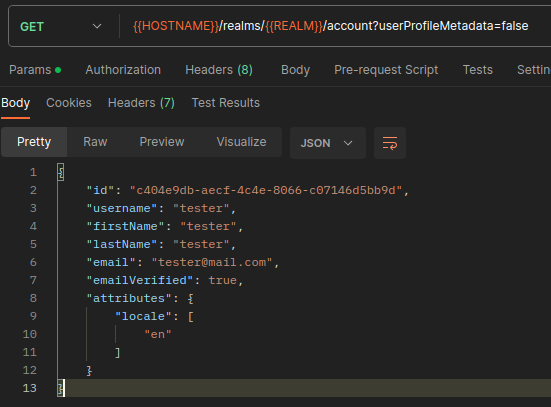 GET {{HOSTNAME}}/realms/{{REALM}}/account?userProfileMetadata=false
Params Authorization Headers (8) Body Pre-request Script Tests Settin
Body Cookies Headers (7) Test Results
Pretty Raw Preview Visualize JSON
1 {
2 "id": "c404e9db-aecf-4c4e-8066-c07146d5bb9d",
3 "username": "tester",
4 "firstName": "tester",
5 "lastName": "tester",
6 "email": "tester@mail.com",
7 "emailVerified": true,
8 "attributes": {
9 "locale": [
10 "en"
11 ]
12 }
13 }